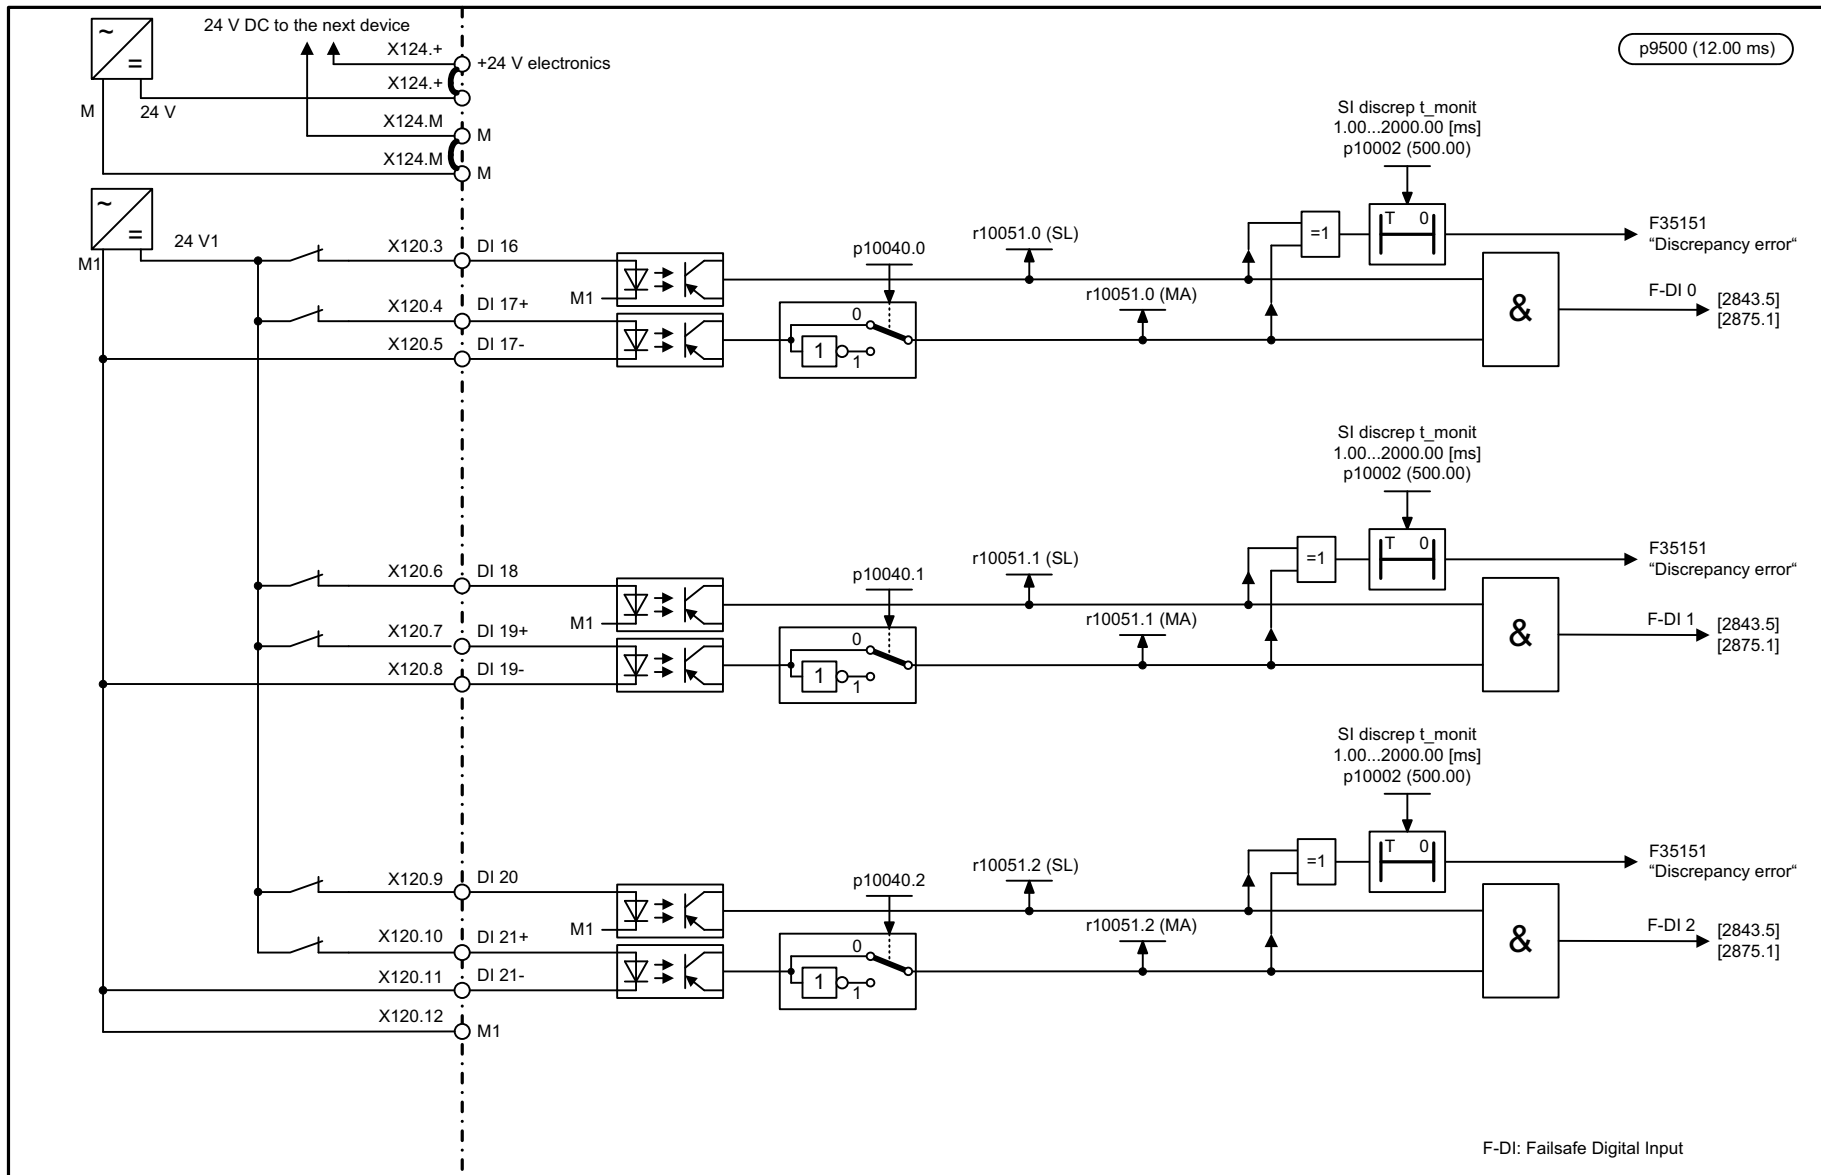 24 V DC to the next device
p9500 (12.00 ms)
~
=
X124.+
+24 V electronics
X124.+
M
24 V
X124.M
M
X124.M
M
SI discrep t_monit
1.00...2000.00 [ms]
p10002 (500.00)
~
=
24 V1
M1
X120.3
DI 16
M1
X120.4
DI 17+
X120.5
DI 17-
p10040.0
0
1
1
r10051.0 (SL)
r10051.0 (MA)
=1
T 0
F35151
"Discrepancy error"
&
F-DI 0
[2843.5]
[2875.1]
SI discrep t_monit
1.00...2000.00 [ms]
p10002 (500.00)
X120.6
DI 18
M1
X120.7
DI 19+
X120.8
DI 19-
p10040.1
0
1
1
r10051.1 (SL)
r10051.1 (MA)
=1
T 0
F35151
"Discrepancy error"
&
F-DI 1
[2843.5]
[2875.1]
SI discrep t_monit
1.00...2000.00 [ms]
p10002 (500.00)
X120.9
DI 20
M1
X120.10
DI 21+
X120.11
DI 21-
X120.12
M1
p10040.2
0
1
1
r10051.2 (SL)
r10051.2 (MA)
=1
T 0
F35151
"Discrepancy error"
&
F-DI 2
[2843.5]
[2875.1]
F-DI: Failsafe Digital Input